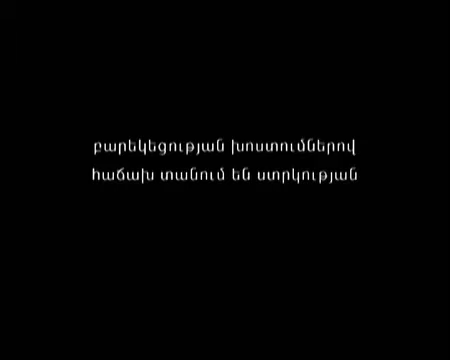 բարեկեցության խոստումներով
հաճախ տանում են ստրկության